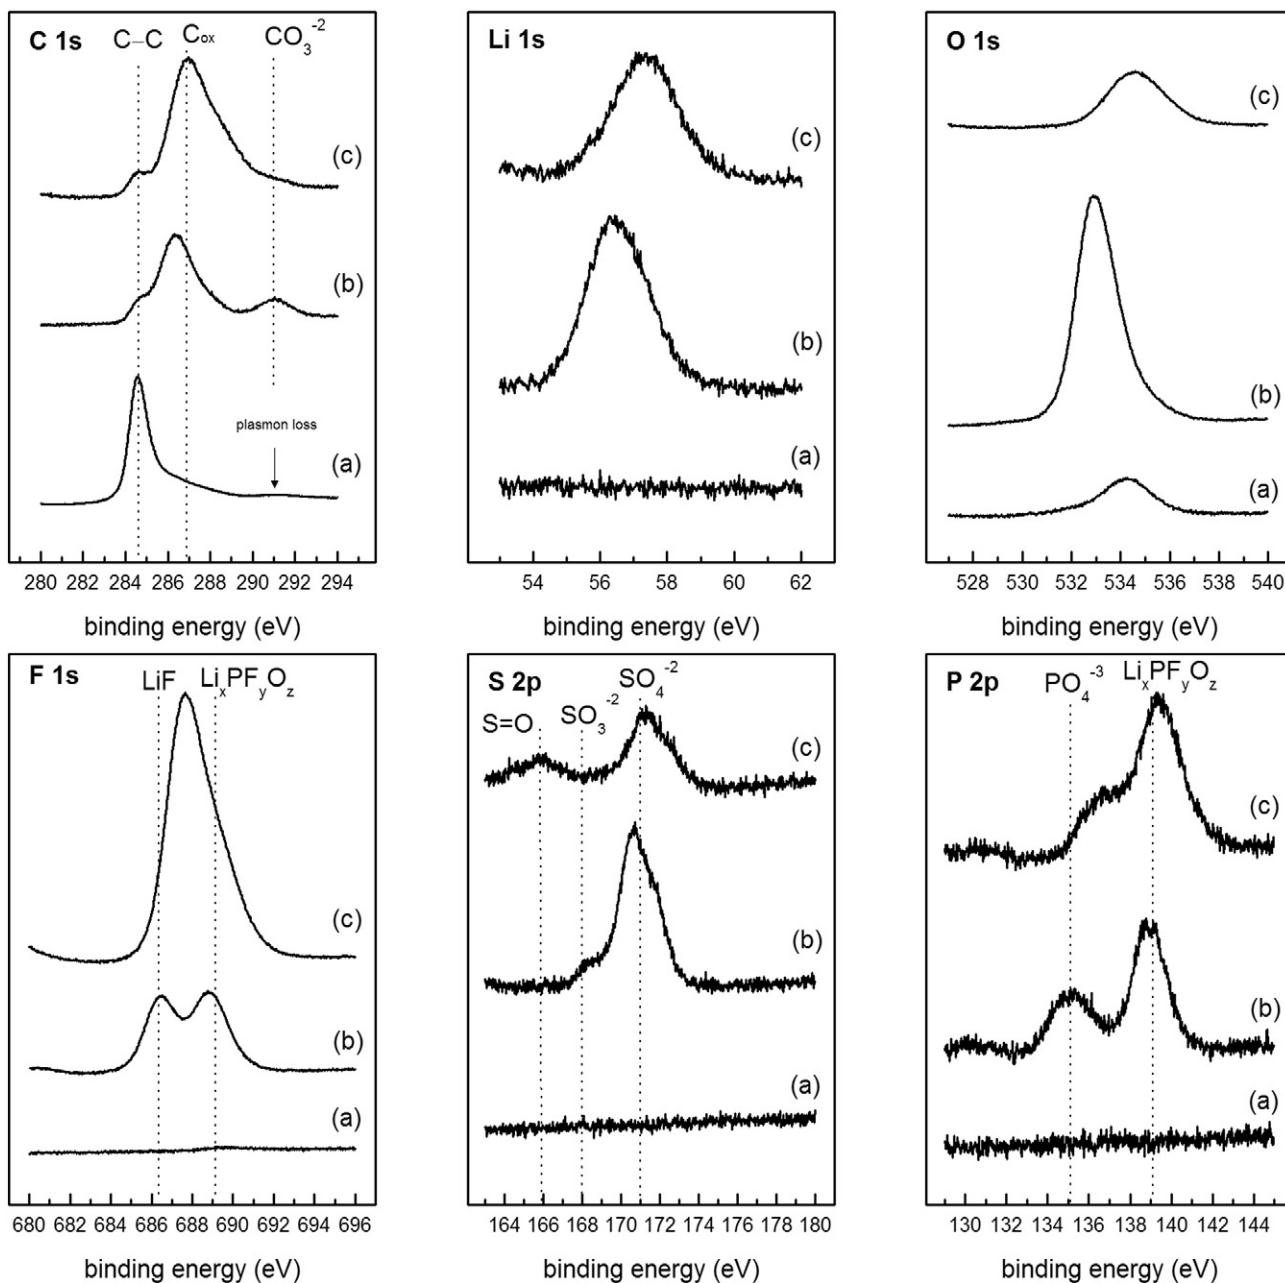 C 1s
C–C
Cox
CO3-2
(c)
(b)
plasmon loss
(a)
280 282 284 286 288 290 292 294
binding energy (eV)
Li 1s
(c)
(b)
(a)
54 56 58 60 62
binding energy (eV)
O 1s
(c)
(b)
(a)
528 530 532 534 536 538 540
binding energy (eV)
F 1s
LiF
LixPFyOz
(c)
(b)
(a)
680 682 684 686 688 690 692 694 696
binding energy (eV)
S 2p
S=O
SO3-2
SO4-2
(c)
(b)
(a)
164 166 168 170 172 174 176 178 180
binding energy (eV)
P 2p
PO4-3
LixPFyOz
(c)
(b)
(a)
130 132 134 136 138 140 142 144
binding energy (eV)